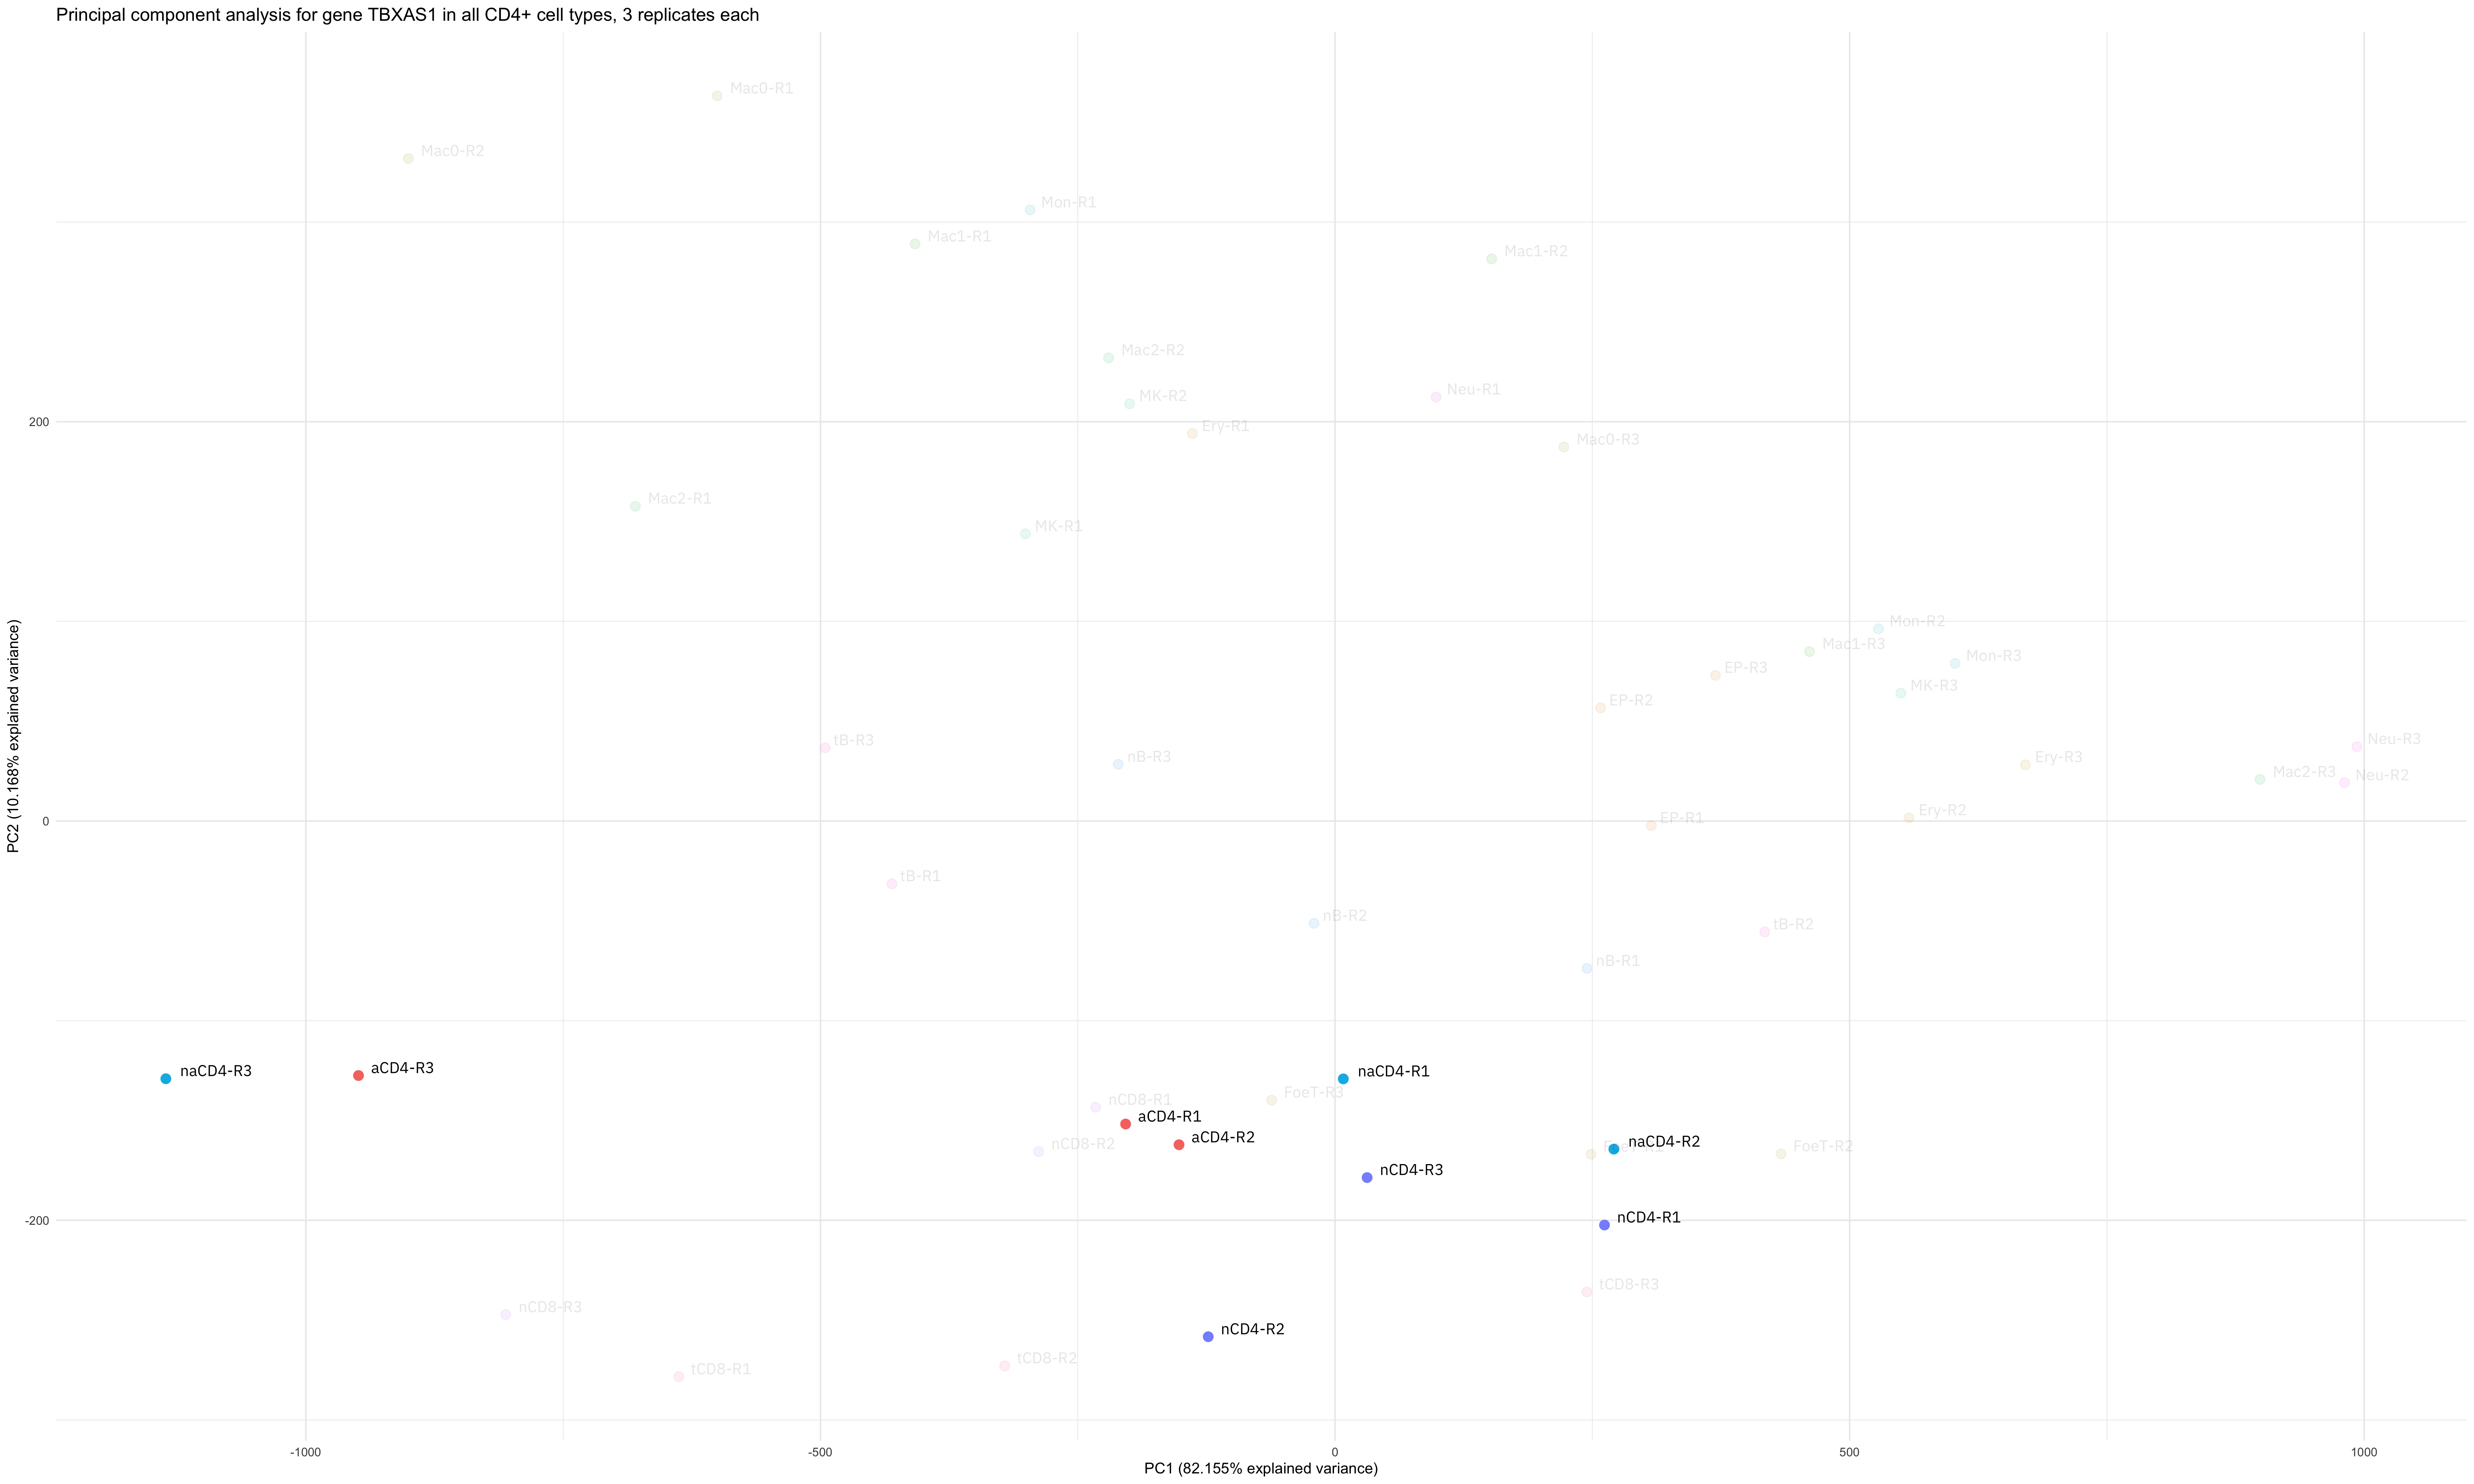 Principal component analysis for gene TBXAS1 in all CD4+ cell types, 3 replicates each
Mac0-R1
Mac0-R2
Mon-R1
Mac1-R1
Mac1-R2
Mac2-R2
MK-R2
Neu-R1
Ery-R1
200
Mac0-R3
Mac2-R1
MK-R1
Mon-R2
Mac1-R3
Mon-R3
EP-R3
MK-R3
EP-R2
tB-R3
Neu-R3
nB-R3
Ery-R3
Mac2-R3
Neu-R2
Ery-R2
EP-R1
0
PC2 (10.168% explained variance)
tB-R1
nB-R2
tB-R2
nB-R1
naCD4-R3
aCD4-R3
naCD4-R1
FoeT-R3
nCD8-R1
aCD4-R1
aCD4-R2
nCD8-R2
naCD4-R2
FoeT-R2
nCD4-R3
nCD4-R1
-200
tCD8-R3
nCD8-R3
nCD4-R2
tCD8-R2
tCD8-R1
-1000
-500
0
500
1000
PC1 (82.155% explained variance)